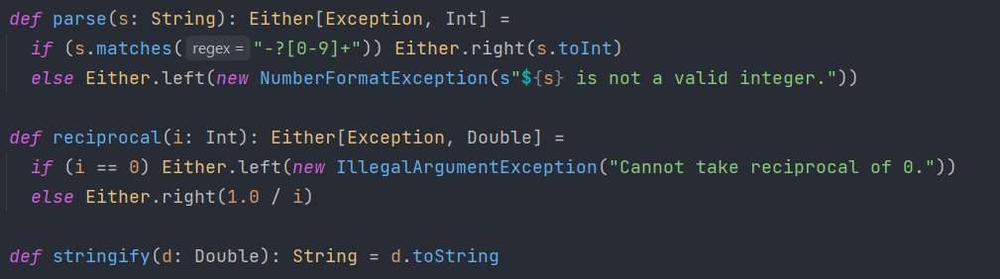 def parse(s: String): Either[Exception, Int] =
  if (s.matches( regex = "-?[0-9]+")) Either.right(s.toInt)
  else Either.left(new NumberFormatException(s"${s} is not a valid integer."))
def reciprocal(i: Int): Either[Exception, Double] =
  if (i == 0) Either.left(new IllegalArgumentException("Cannot take reciprocal of 0."))
  else Either.right(1.0 / i)
def stringify(d: Double): String = d.toString